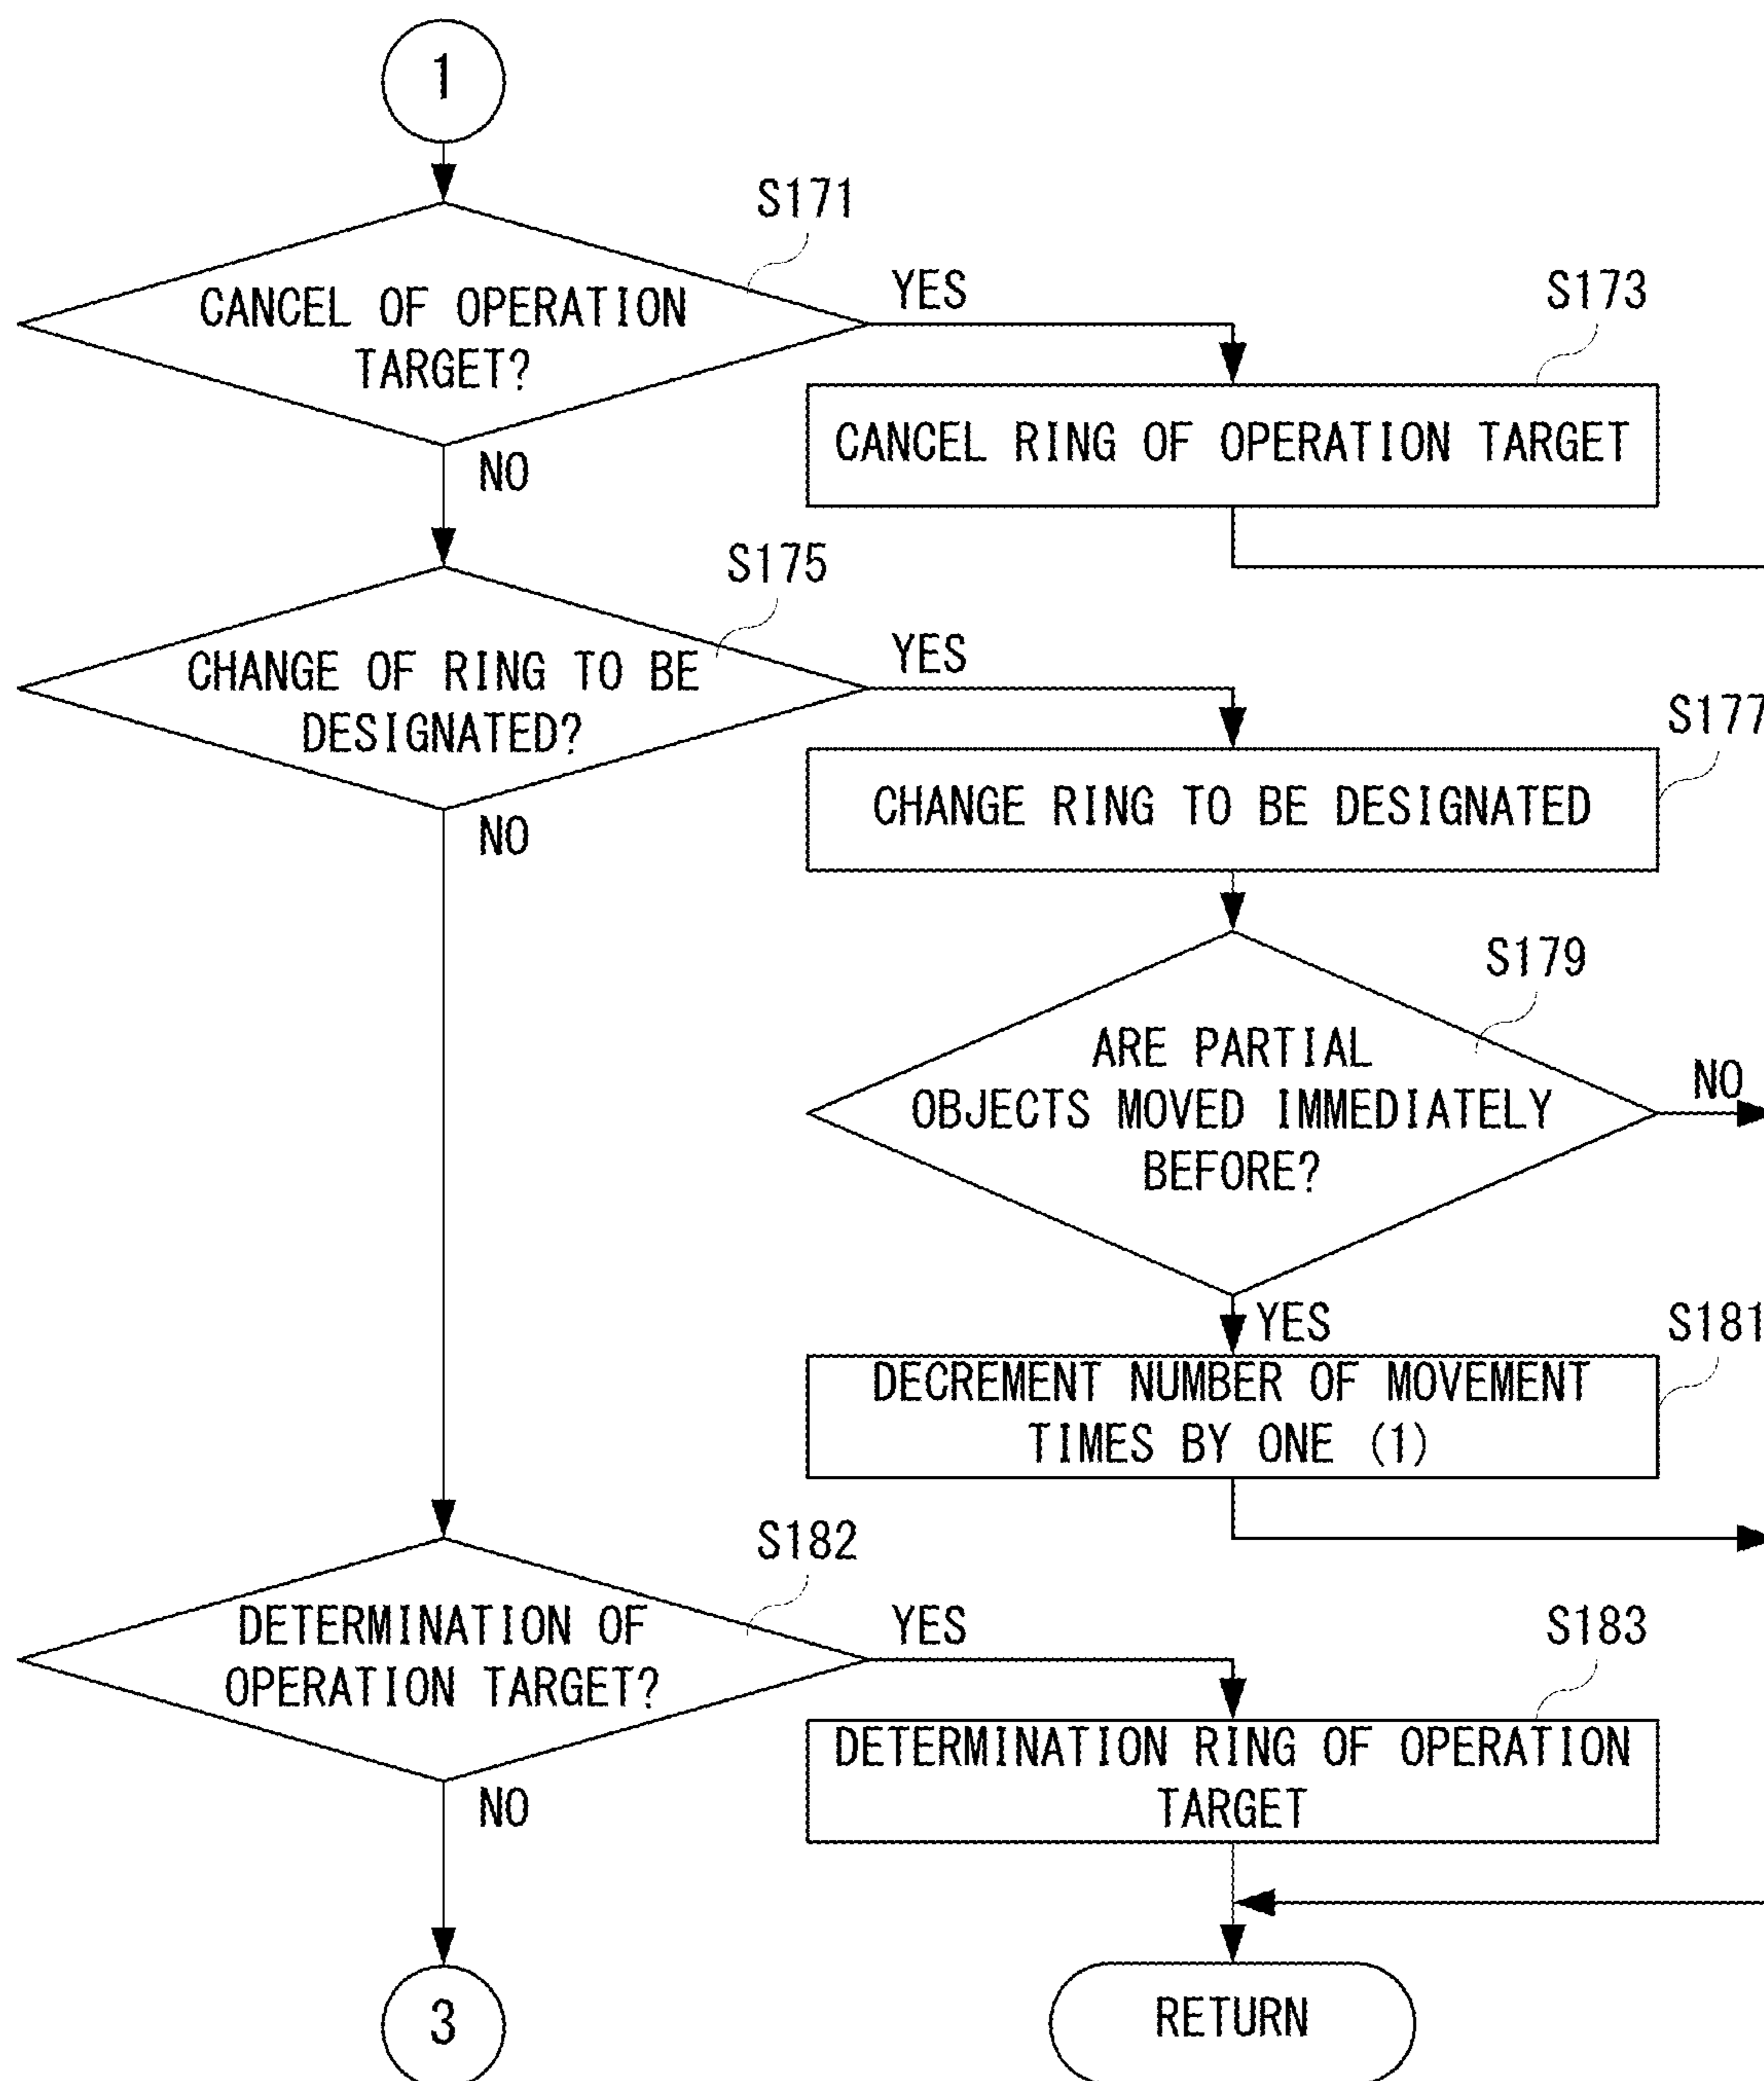 1
S171
CANCEL OF OPERATION
TARGET?
YES
NO
S173
CANCEL RING OF OPERATION TARGET
S175
CHANGE OF RING TO BE
DESIGNATED?
YES
NO
S177
CHANGE RING TO BE DESIGNATED
S179
ARE PARTIAL
OBJECTS MOVED IMMEDIATELY
BEFORE?
NO
YES
S181
DECREMENT NUMBER OF MOVEMENT
TIMES BY ONE (1)
S182
DETERMINATION OF
OPERATION TARGET?
YES
NO
S183
DETERMINATION RING OF OPERATION
TARGET
3
RETURN